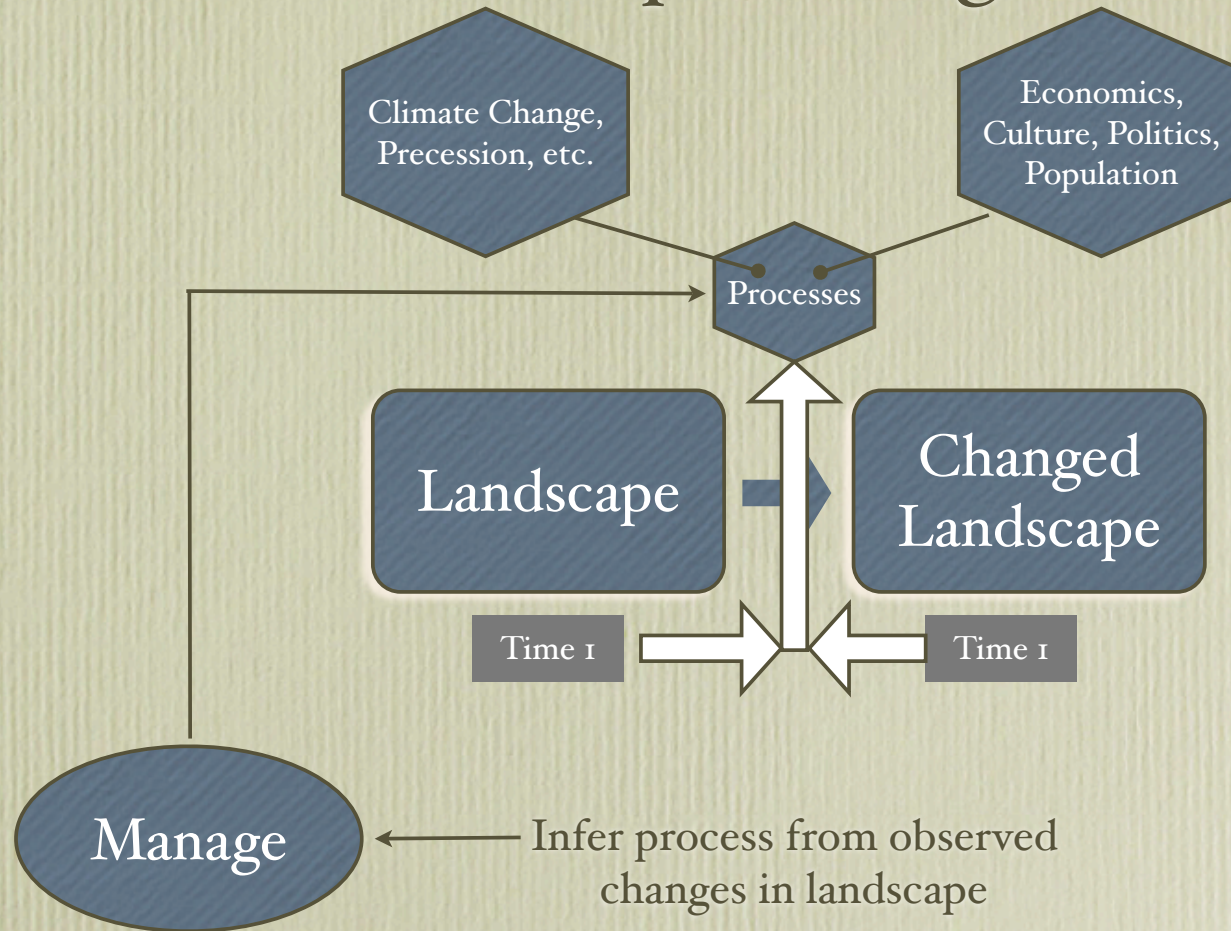 Climate Change,
Precession, etc.
Economics,
Culture, Politics,
Population
Processes
Landscape
Changed
Landscape
Time 1
Time 1
Manage
Infer process from observed
changes in landscape